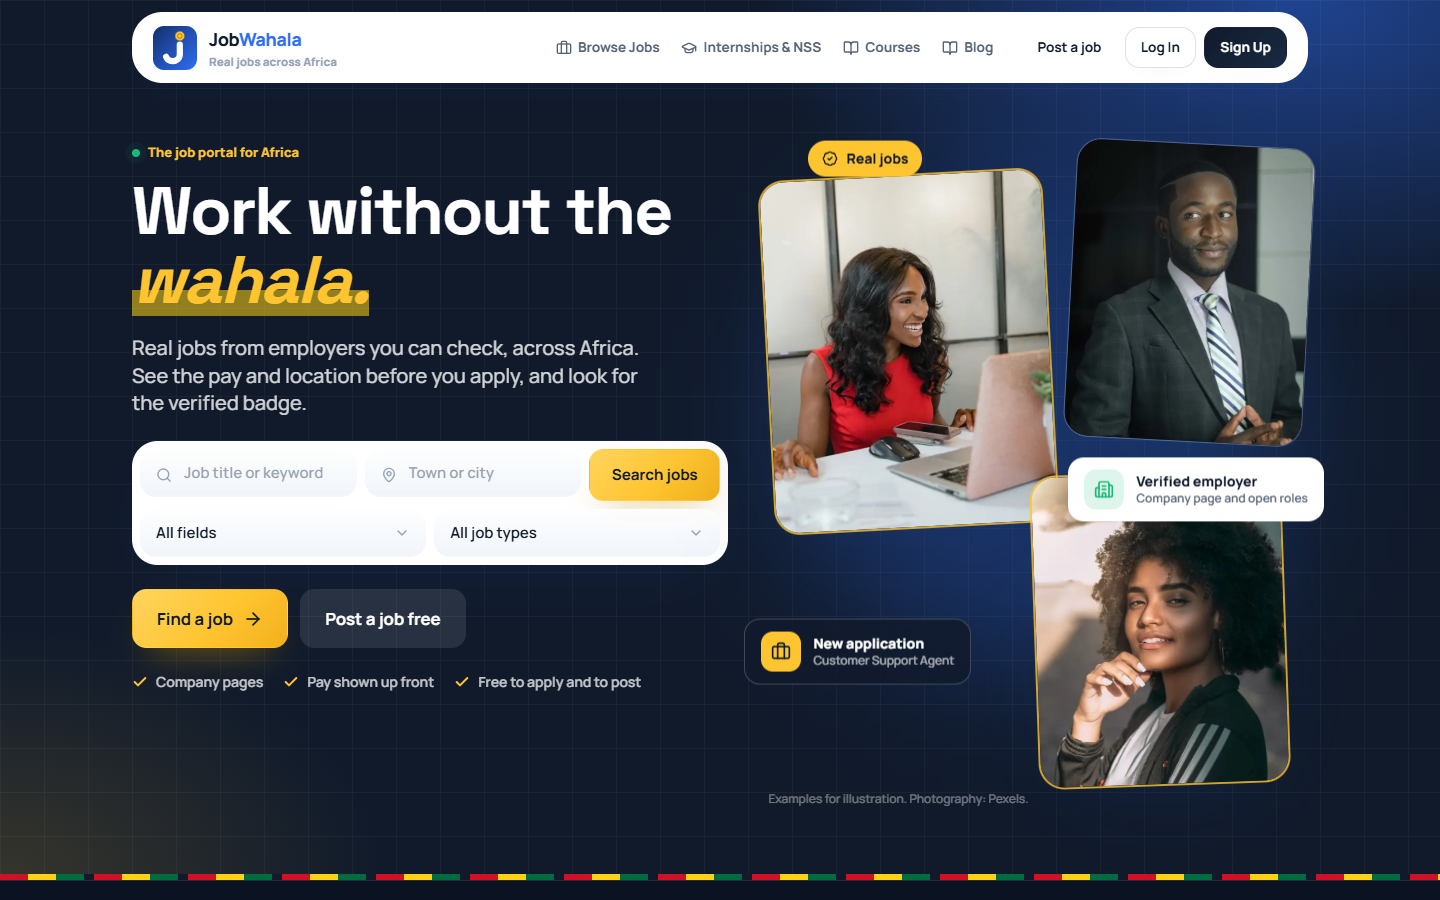 JobWahala
Real jobs across Africa
Browse Jobs
Internships & NSS
Courses
Blog
Post a job
Log In
Sign Up
The job portal for Africa
Work without the
wahala.
Real jobs from employers you can check, across Africa.
See the pay and location before you apply, and look for
the verified badge.
Job title or keyword
Town or city
Search jobs
All fields
All job types
Find a job
Post a job free
Company pages
Pay shown up front
Free to apply and to post
Real jobs
Verified employer
Company page and open roles
New application
Customer Support Agent
Examples for illustration. Photography: Pexels.